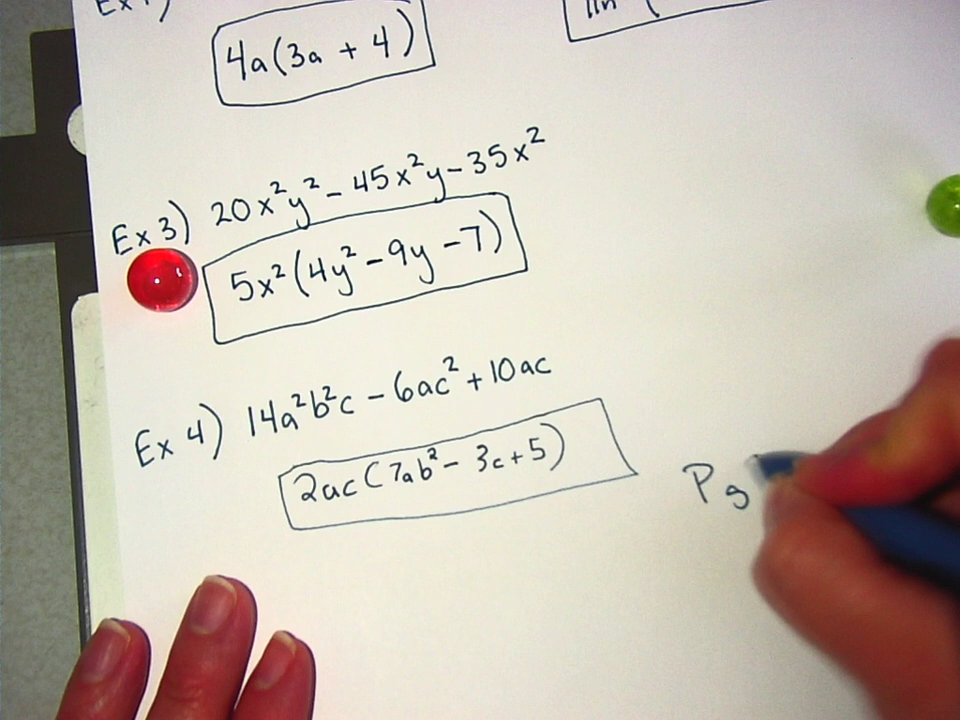 4a(3a + 4)
Ex 3) 20x²y² - 45x²y - 35x²
5x²(4y² - 9y - 7)
Ex 4) 14a²b²c - 6ac² + 10ac
2ac(7ab² - 3c + 5)
Pg